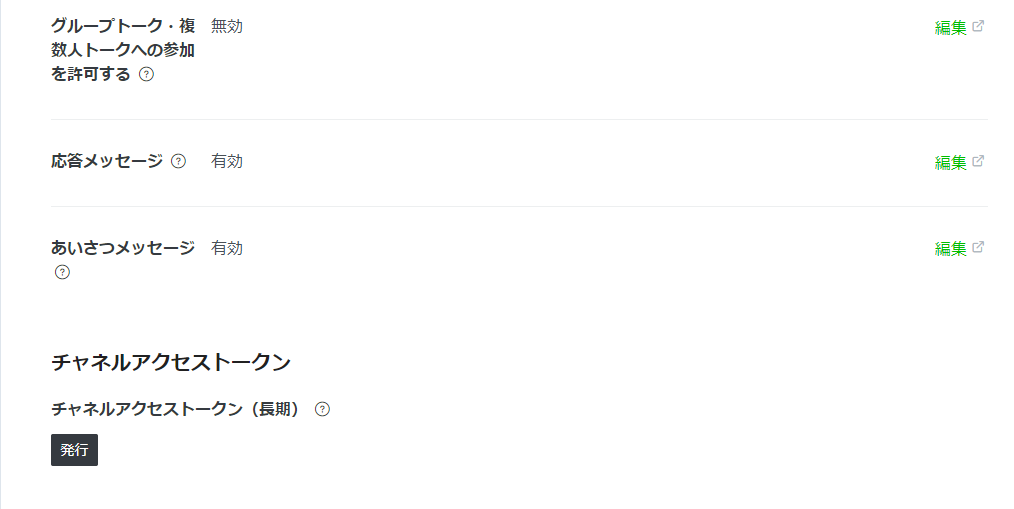 グループトーク・複 無効 編集
数人トークへの参加
を許可する ?
応答メッセージ ? 有効 編集
あいさつメッセージ 有効 編集
?
チャネルアクセストークン
チャネルアクセストークン（長期） ?
発行